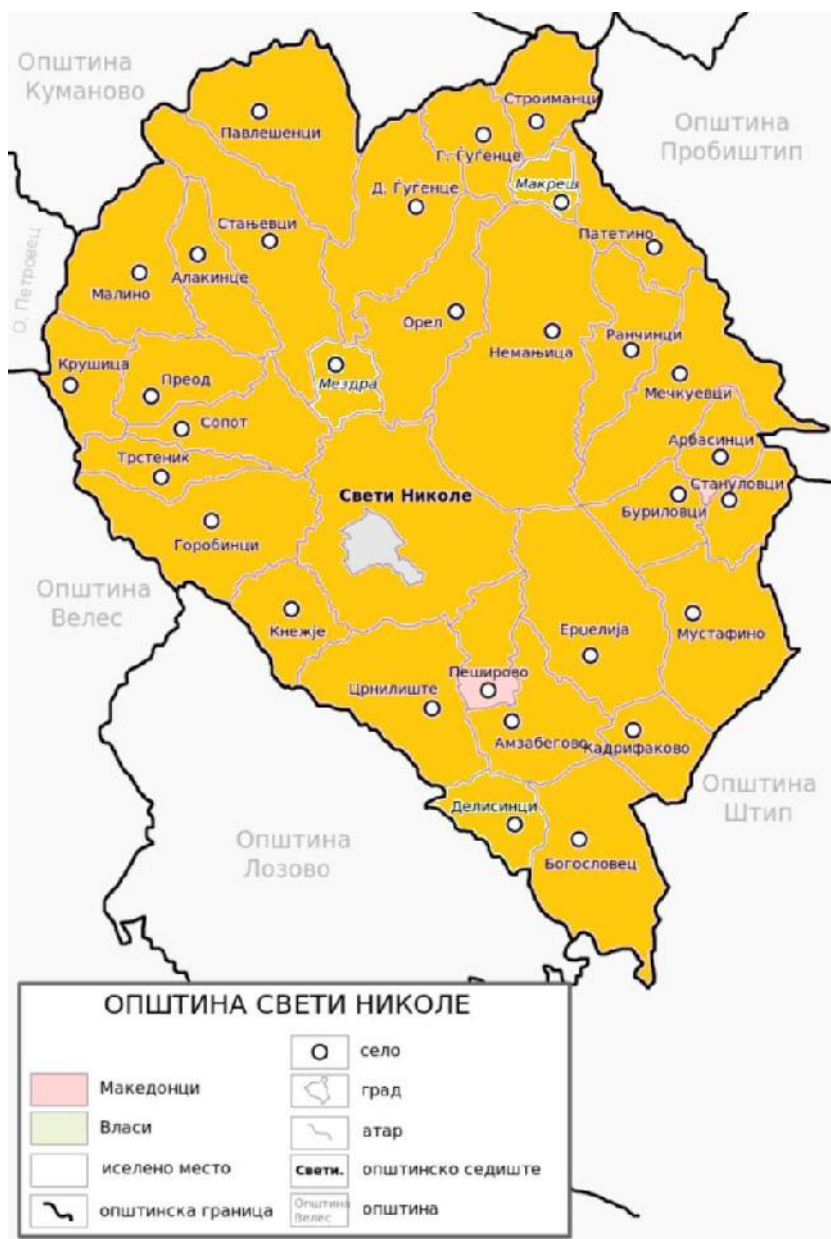 Општина
Куманово
Општина
Пробиштип
О. Петровец
Строиманци
Павлешенци
Г. Ѓуѓенце
Макреш
Д. Ѓуѓенце
Стањевци
Патетино
Алакинце
Малино
Орел
Немањица
Ранчинци
Крушица
Преод
Мездра
Мечкуевци
Сопот
Арбасинци
Трстеник
Стануловци
Свети Николе
Буриловци
Горобинци
Општина
Велес
Кнежје
Ерџелија
Мустафино
Пеширово
Црнилиште
Амзабегово
Кадрифаково
Општина
Штип
Делисинци
Општина
Лозово
Богословец
ОПШТИНА СВЕТИ НИКОЛЕ
село
Македонци
град
Власи
атар
иселено место
Свети.
општинско седиште
општинска граница
Општина
Велес
општина